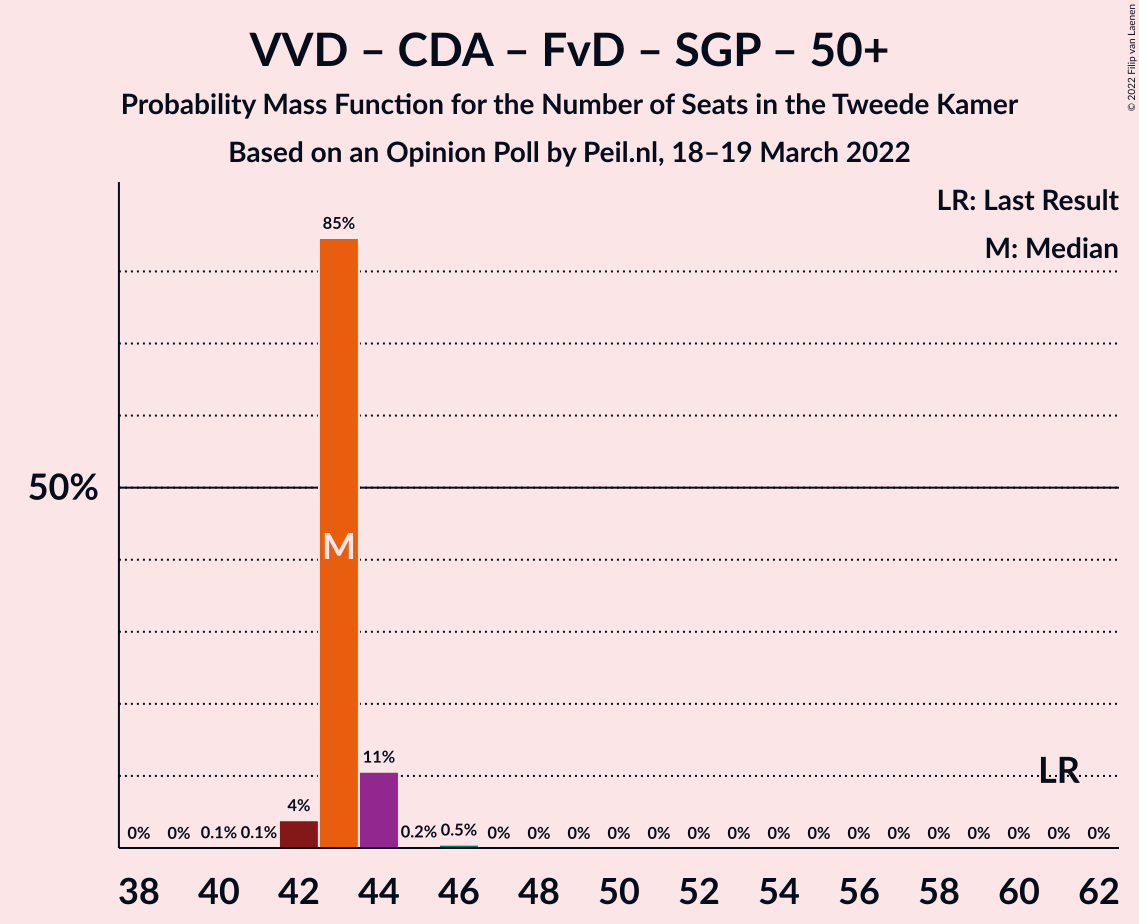 VVD – CDA – FvD – SGP – 50+
Probability Mass Function for the Number of Seats in the Tweede Kamer
Based on an Opinion Poll by Peil.nl, 18–19 March 2022
© 2022 Filip van Laenen
LR: Last Result
M: Median
85%
50%
M
11%
LR
4%
0% 0% 0.1% 0.1% 0.2% 0.5% 0% 0% 0% 0% 0% 0% 0% 0% 0% 0% 0% 0% 0% 0% 0% 0%
38 40 42 44 46 48 50 52 54 56 58 60 62